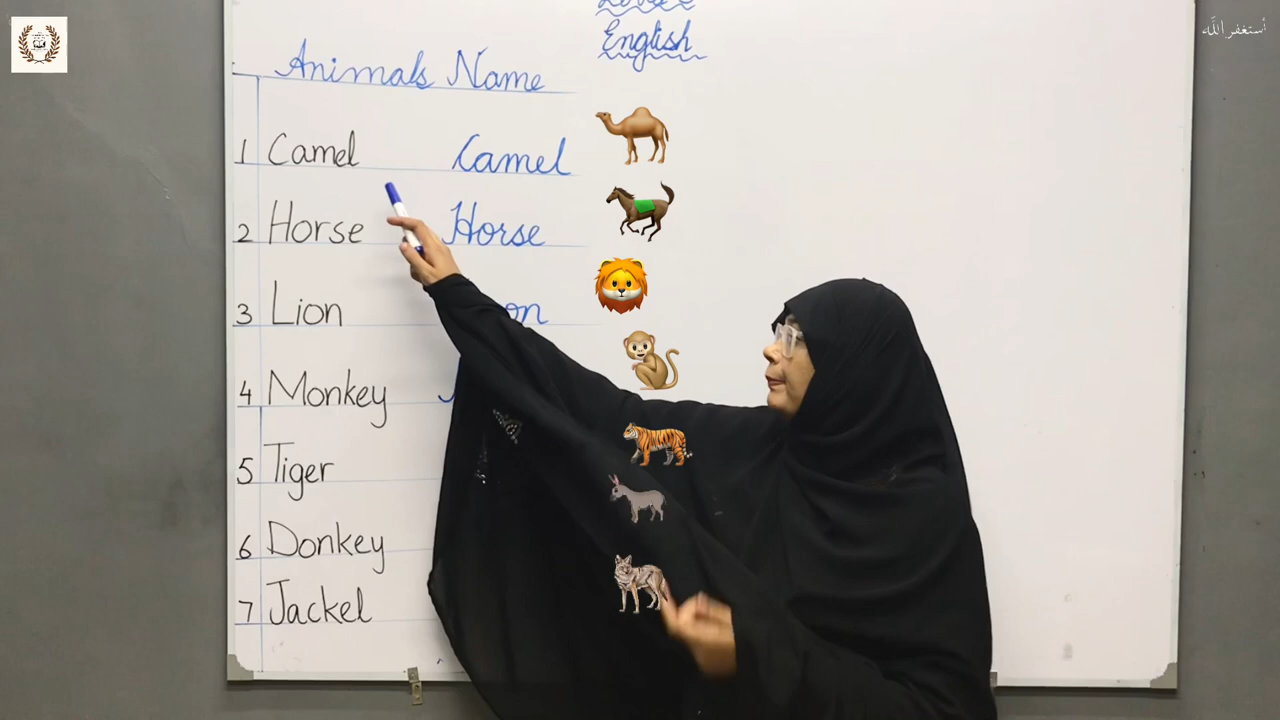 English
Animals Name
1 Camel Camel
2 Horse Horse
3 Lion
4 Monkey
5 Tiger
6 Donkey
7 Jackel
أستغفر الله